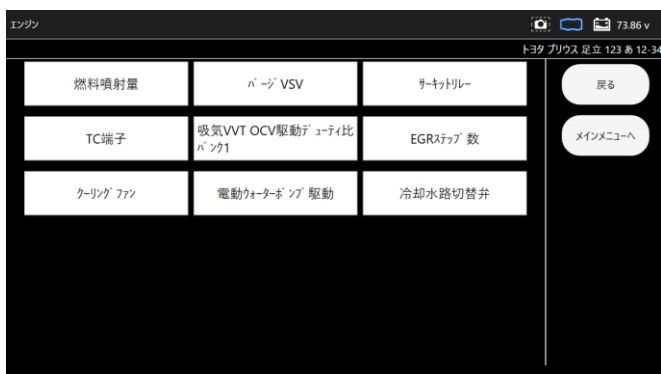 エンジン
73.86 v
トヨタ プリウス 足立 123 あ 12-34
燃料噴射量
ﾊﾟｰｼﾞ VSV
ｻｰｷｯﾄﾘﾚｰ
戻る
TC端子
吸気VVT OCV駆動ﾃﾞｭｰﾃｨ比
ﾊﾞﾝｸ1
EGRｽﾃｯﾌﾟ数
ﾒｲﾝﾒﾆｭｰへ
ｸｰﾘﾝｸﾞﾌｧﾝ
電動ｳｫｰﾀｰﾎﾟﾝﾌﾟ駆動
冷却水路切替弁